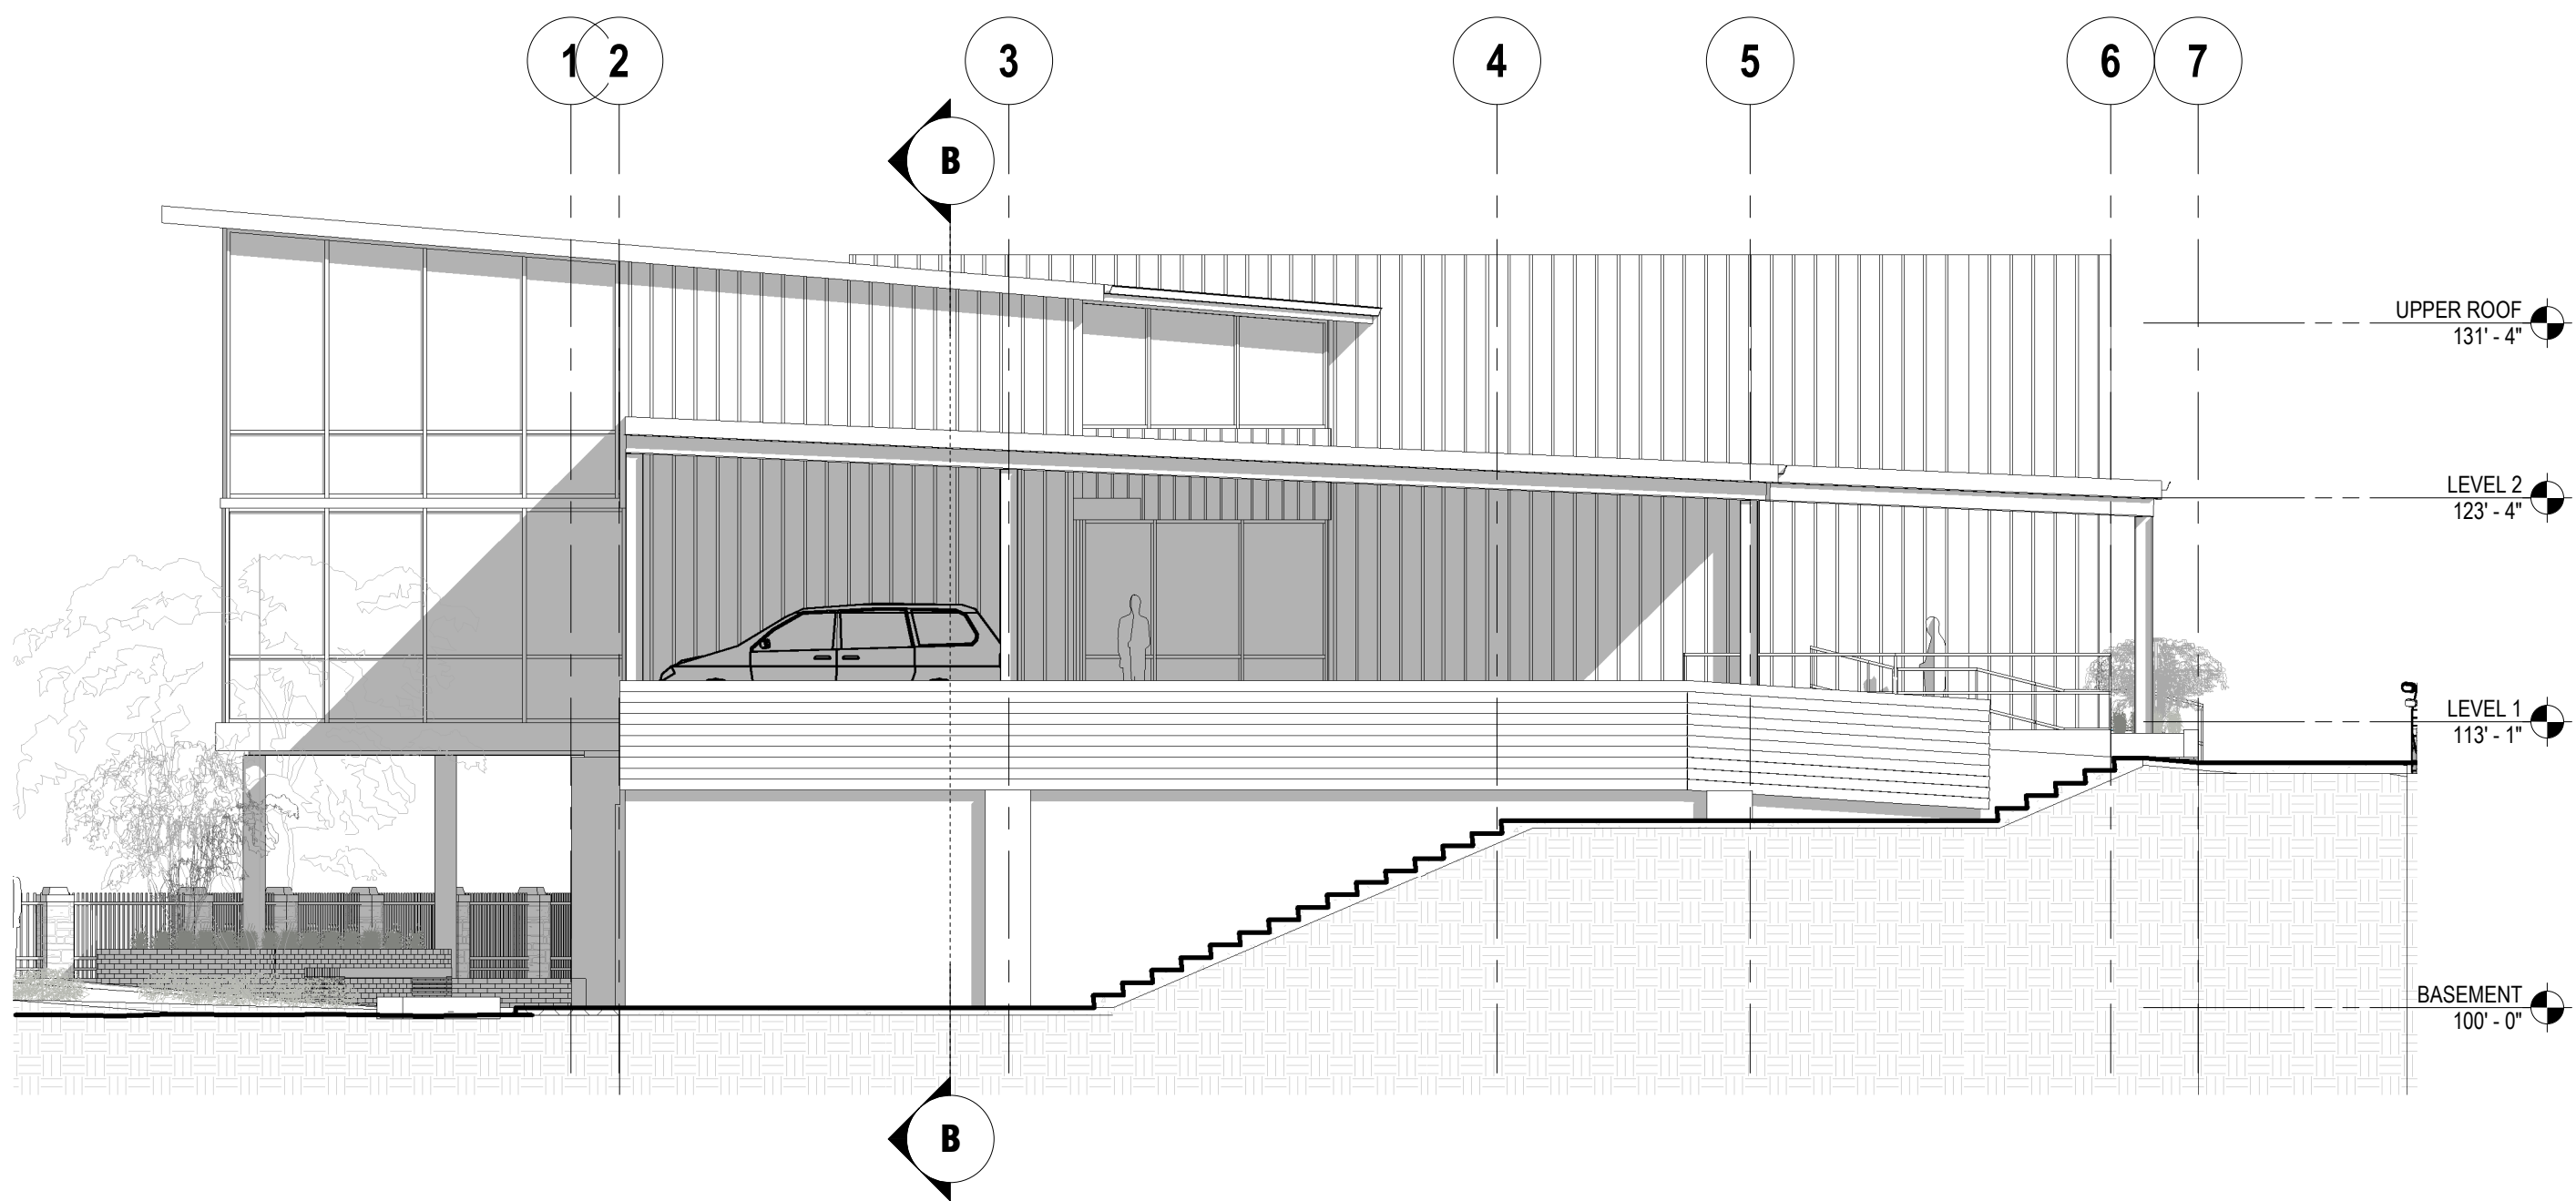 1 2 3 4 5 6 7
B
UPPER ROOF
131' - 4"
LEVEL 2
123' - 4"
LEVEL 1
113' - 1"
BASEMENT
100' - 0"
B